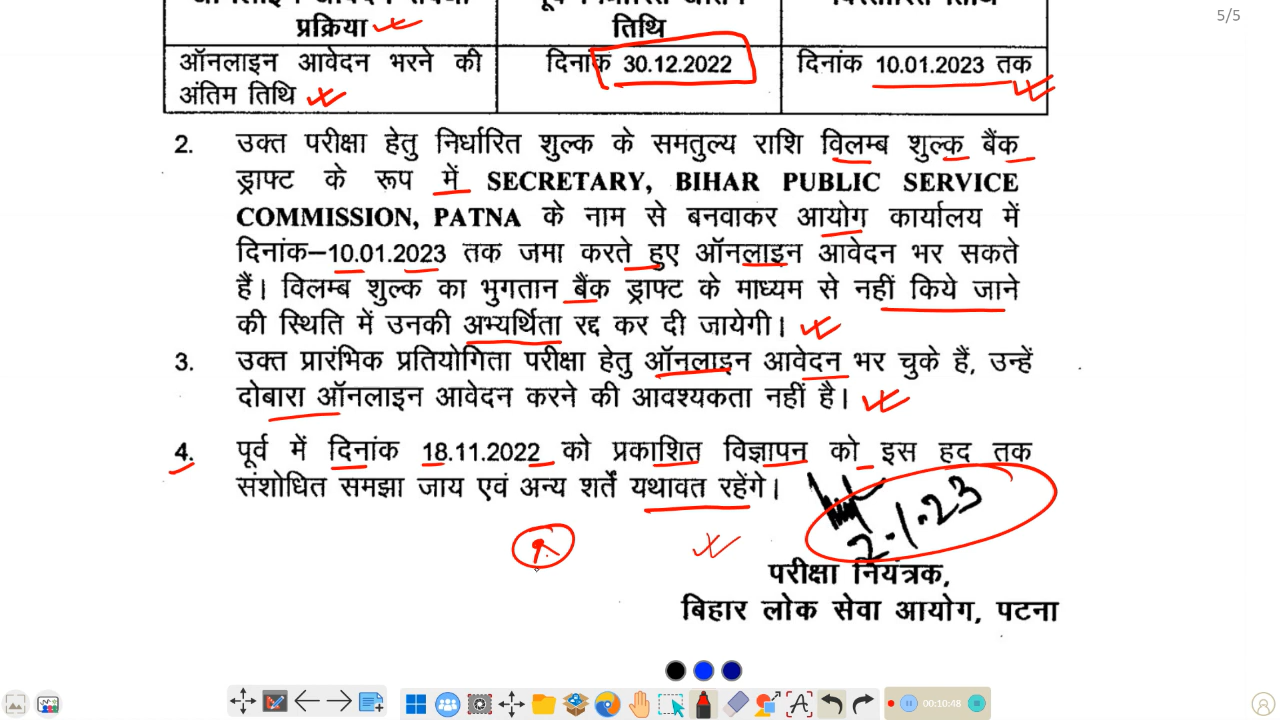 5/5
प्रक्रिया तिथि
ऑनलाइन आवेदन भरने की दिनांक 30.12.2022 दिनांक 10.01.2023 तक
अंतिम तिथि
2. उक्त परीक्षा हेतु निर्धारित शुल्क के समतुल्य राशि विलम्ब शुल्क बैंक
ड्राफ्ट के रूप में SECRETARY, BIHAR PUBLIC SERVICE
COMMISSION, PATNA के नाम से बनवाकर आयोग कार्यालय में
दिनांक–10.01.2023 तक जमा करते हुए ऑनलाइन आवेदन भर सकते
हैं। विलम्ब शुल्क का भुगतान बैंक ड्राफ्ट के माध्यम से नहीं किये जाने
की स्थिति में उनकी अभ्यर्थिता रद्द कर दी जायेगी।
3. उक्त प्रारंभिक प्रतियोगिता परीक्षा हेतु ऑनलाइन आवेदन भर चुके हैं, उन्हें
दोबारा ऑनलाइन आवेदन करने की आवश्यकता नहीं है।
4. पूर्व में दिनांक 18.11.2022 को प्रकाशित विज्ञापन को इस हद तक
संशोधित समझा जाय एवं अन्य शर्तें यथावत रहेंगे।
2-1-23
परीक्षा नियंत्रक,
बिहार लोक सेवा आयोग, पटना
00:10:48